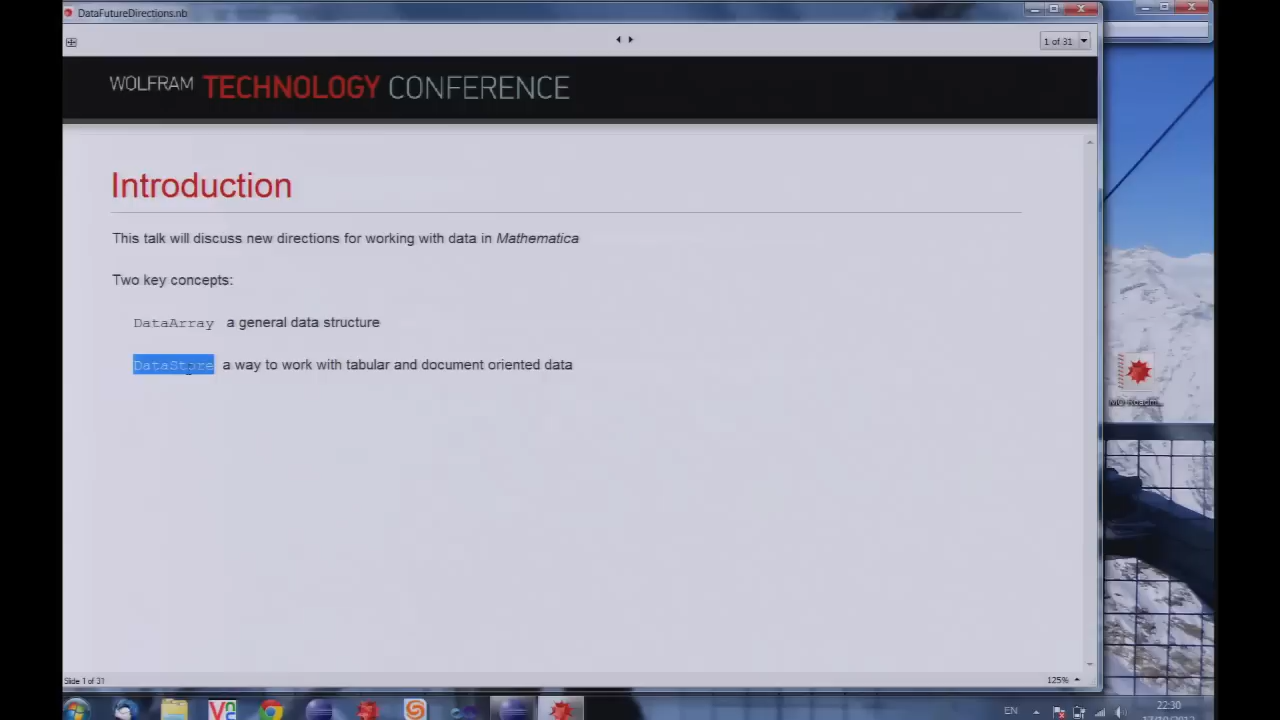 DataFutureDirections.nb
1 of 31
WOLFRAM TECHNOLOGY CONFERENCE
Introduction
This talk will discuss new directions for working with data in Mathematica
Two key concepts:
DataArray a general data structure
DataStore a way to work with tabular and document oriented data
Slide 1 of 31
125%
EN
22:30